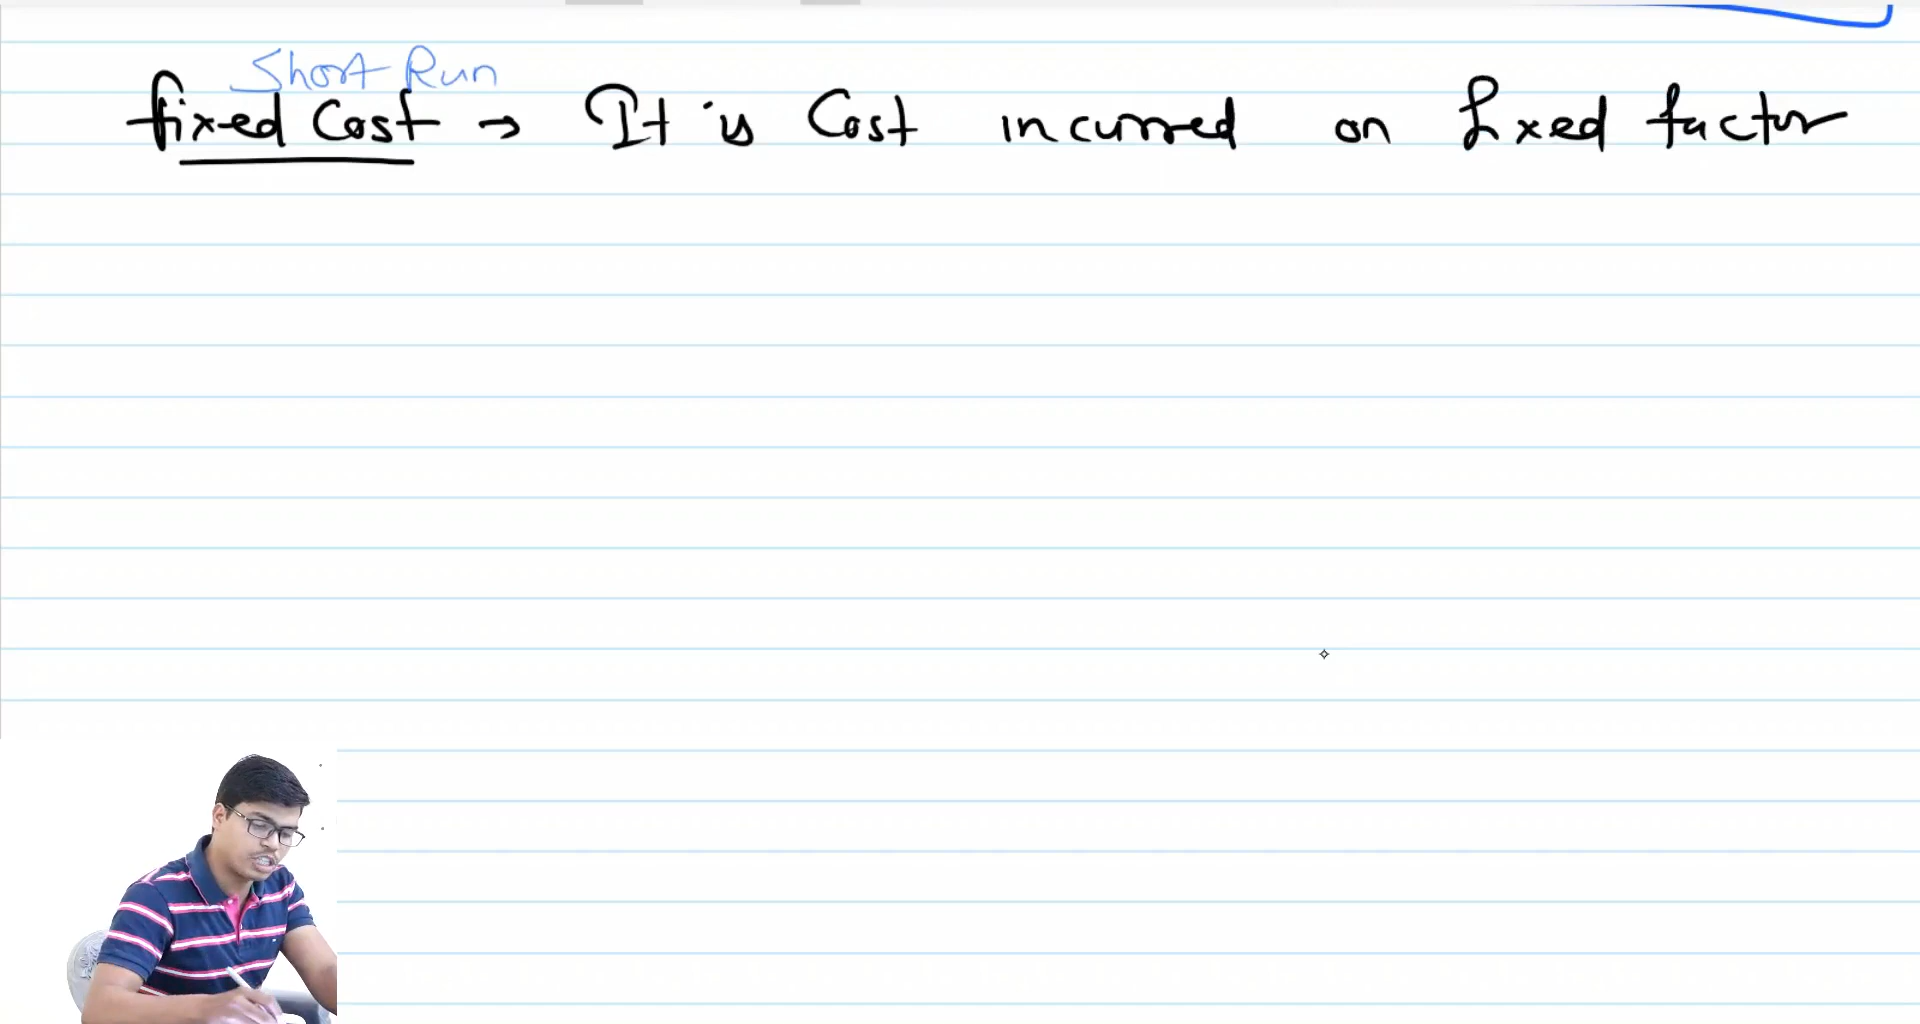 Short Run
fixed Cost → It is Cost incurred on fixed factor